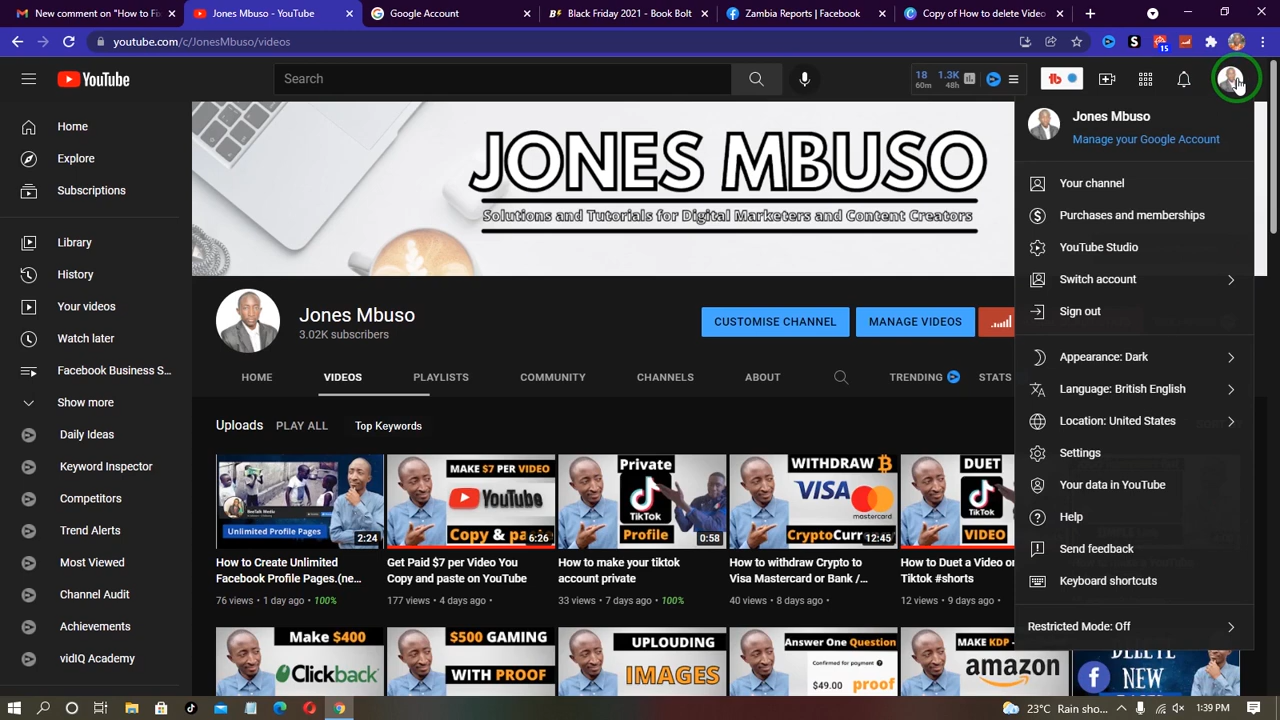 New comment on "How to Fi
Jones Mbuso - YouTube
Google Account
Black Friday 2021 - Book Bolt
Zambia Reports | Facebook
Copy of How to delete Video
youtube.com/c/JonesMbuso/videos
15
YouTube
Search
18
60m
1.3K
48h
tb
JONES MBUSO
Solutions and Tutorials for Digital Marketers and Content Creators
Home
Explore
Subscriptions
Library
History
Your videos
Watch later
Facebook Business S...
Show more
Daily Ideas
Keyword Inspector
Competitors
Trend Alerts
Most Viewed
Channel Audit
Achievements
vidIQ Academy
Jones Mbuso
3.02K subscribers
CUSTOMISE CHANNEL
MANAGE VIDEOS
HOME
VIDEOS
PLAYLISTS
COMMUNITY
CHANNELS
ABOUT
TRENDING
STATS
Uploads
PLAY ALL
Top Keywords
Unlimited Profile Pages
2:24
How to Create Unlimited
Facebook Profile Pages.(ne...
76 views • 1 day ago • 100%
MAKE $7 PER VIDEO
YouTube
Copy & pa
6:26
Get Paid $7 per Video You
Copy and paste on YouTube
177 views • 4 days ago •
Private
TikTok
Profile
0:58
How to make your tiktok
account private
33 views • 7 days ago • 100%
WITHDRAW
VISA
mastercard
CryptoCurr
12:45
How to withdraw Crypto to
Visa Mastercard or Bank /...
40 views • 8 days ago •
DUET
TikTok
VIDEO
How to Duet a Video on
Tiktok #shorts
12 views • 9 days ago •
Make $400
Clickback
$500 GAMING
WITH PROOF
UPLOUDING
IMAGES
Answer One Question
Confirmed for payment
$49.00
proof
MAKE KDP
amazon
DELETE
NEW
Jones Mbuso
Manage your Google Account
Your channel
Purchases and memberships
YouTube Studio
Switch account
Sign out
Appearance: Dark
Language: British English
Location: United States
Settings
Your data in YouTube
Help
Send feedback
Keyboard shortcuts
Restricted Mode: Off
23°C Rain sho...
1:39 PM